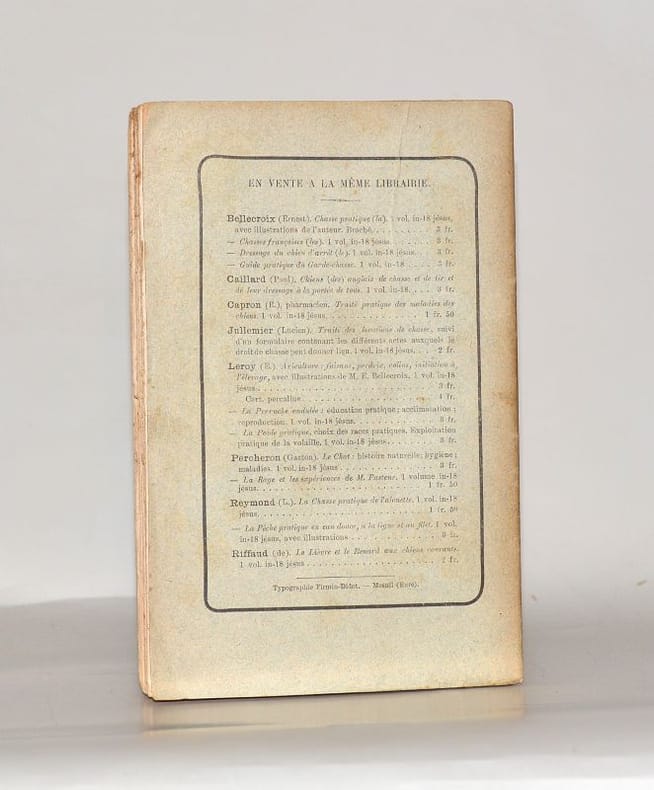 EN VENTE A LA MÊME LIBRAIRIE.
Bellecroix (Ernest). Chasse pratique (la). 1 vol. in-18 jésus,
avec illustrations de l'auteur. Broché. . . . . . . . . 3 fr.
— Chasses françaises (les). 1 vol. in-18 jésus. . . . . . . 3 fr.
— Dressage du chien d'arrêt (le). 1 vol. in-18 jésus. . . 3 fr.
— Guide pratique du Garde-chasse. 1 vol. in-18 . . . . . 3 fr.
Caillard (Paul). Chiens (des) anglais de chasse et de tir et
de leur dressage à la portée de tous. 1 vol. in-18. . . . 3 fr.
Capron (E.), pharmacien. Traité pratique des maladies des
chiens. 1 vol. in-18 jésus. . . . . . . . . . . . . . . 1 fr. 50
Jullemier (Lucien). Traité des locations de chasse, suivi
d'un formulaire contenant les différents actes auxquels le
droit de chasse peut donner lieu. 1 vol. in-18 jésus. . . . 2 fr.
Leroy (E.). Aviculture : faisans, perdrix, colins, initiation à
l'élevage, avec illustrations de M. E. Bellecroix. 1 vol. in-18
jésus. . . . . . . . . . . . . . . . . . . . . . . . . 3 fr.
Cart. percaline . . . . . . . . . . . . . . . . . . . 4 fr.
— La Perruche ondulée : éducation pratique; acclimatation;
reproduction. 1 vol. in-18 jésus. . . . . . . . . . . . 3 fr.
— La Poule pratique, choix des races pratiques. Exploitation
pratique de la volaille. 1 vol. in-18 jésus. . . . . . . . 3 fr.
Percheron (Gaston). Le Chat : histoire naturelle; hygiène;
maladies. 1 vol. in-18 jésus . . . . . . . . . . . . . . 3 fr.
— La Rage et les expériences de M. Pasteur. 1 volume in-18
jésus. . . . . . . . . . . . . . . . . . . . . . . . 1 fr. 50
Reymond (L.). La Chasse pratique de l'alouette. 1 vol. in-18
jésus. . . . . . . . . . . . . . . . . . . . . . . . 1 fr. 50
— La Pêche pratique en eau douce, à la ligne et au filet. 1 vol.
in-18 jésus, avec illustrations . . . . . . . . . . . . fr.
Riffaud (de). Le Lièvre et le Renard aux chiens courants.
1 vol. in-18 jésus . . . . . . . . . . . . . . . . . . 2 fr.
Typographie Firmin-Didot. — Mesnil (Eure).